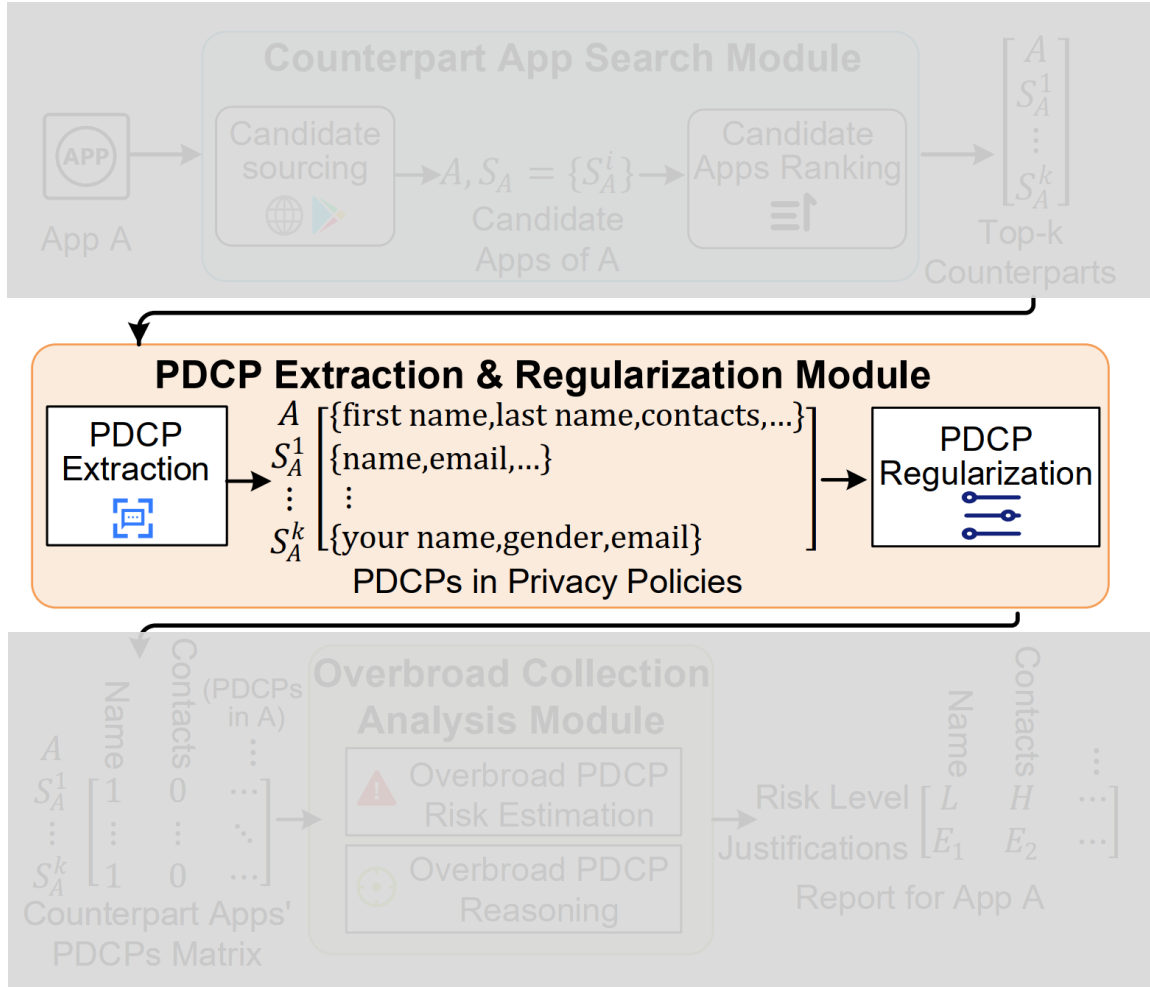 Counterpart App Search Module
APP
App A
Candidate
sourcing
A, S_A = {S_A^i}
Candidate
Apps of A
Candidate
Apps Ranking
A
S_A^1
⋮
S_A^k
Top-k
Counterparts
PDCP Extraction & Regularization Module
PDCP
Extraction
A {first name,last name,contacts,...}
S_A^1 {name,email,...}
⋮ ⋮
S_A^k {your name,gender,email}
PDCPs in Privacy Policies
PDCP
Regularization
Name Contacts (PDCPs
in A)
⋮
A
S_A^1 1 0 ⋯
⋮ ⋮ ⋮ ⋱
S_A^k 1 0 ⋯
Counterpart Apps'
PDCPs Matrix
Overbroad Collection
Analysis Module
Overbroad PDCP
Risk Estimation
Overbroad PDCP
Reasoning
Name Contacts ⋮
Risk Level L H ⋯
Justifications E_1 E_2 ⋯
Report for App A